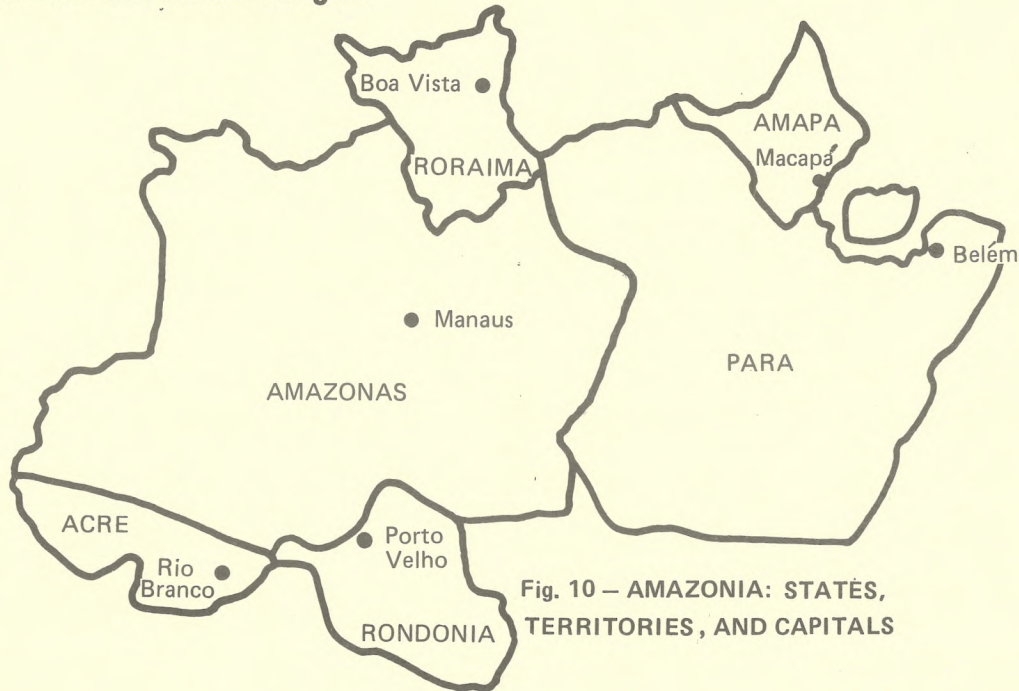 Boa Vista
RORAIMA
AMAPA
Macapá
Belém
Manaus
AMAZONAS
PARA
ACRE
Rio
Branco
Porto
Velho
RONDONIA
Fig. 10 – AMAZONIA: STATES,
TERRITORIES, AND CAPITALS